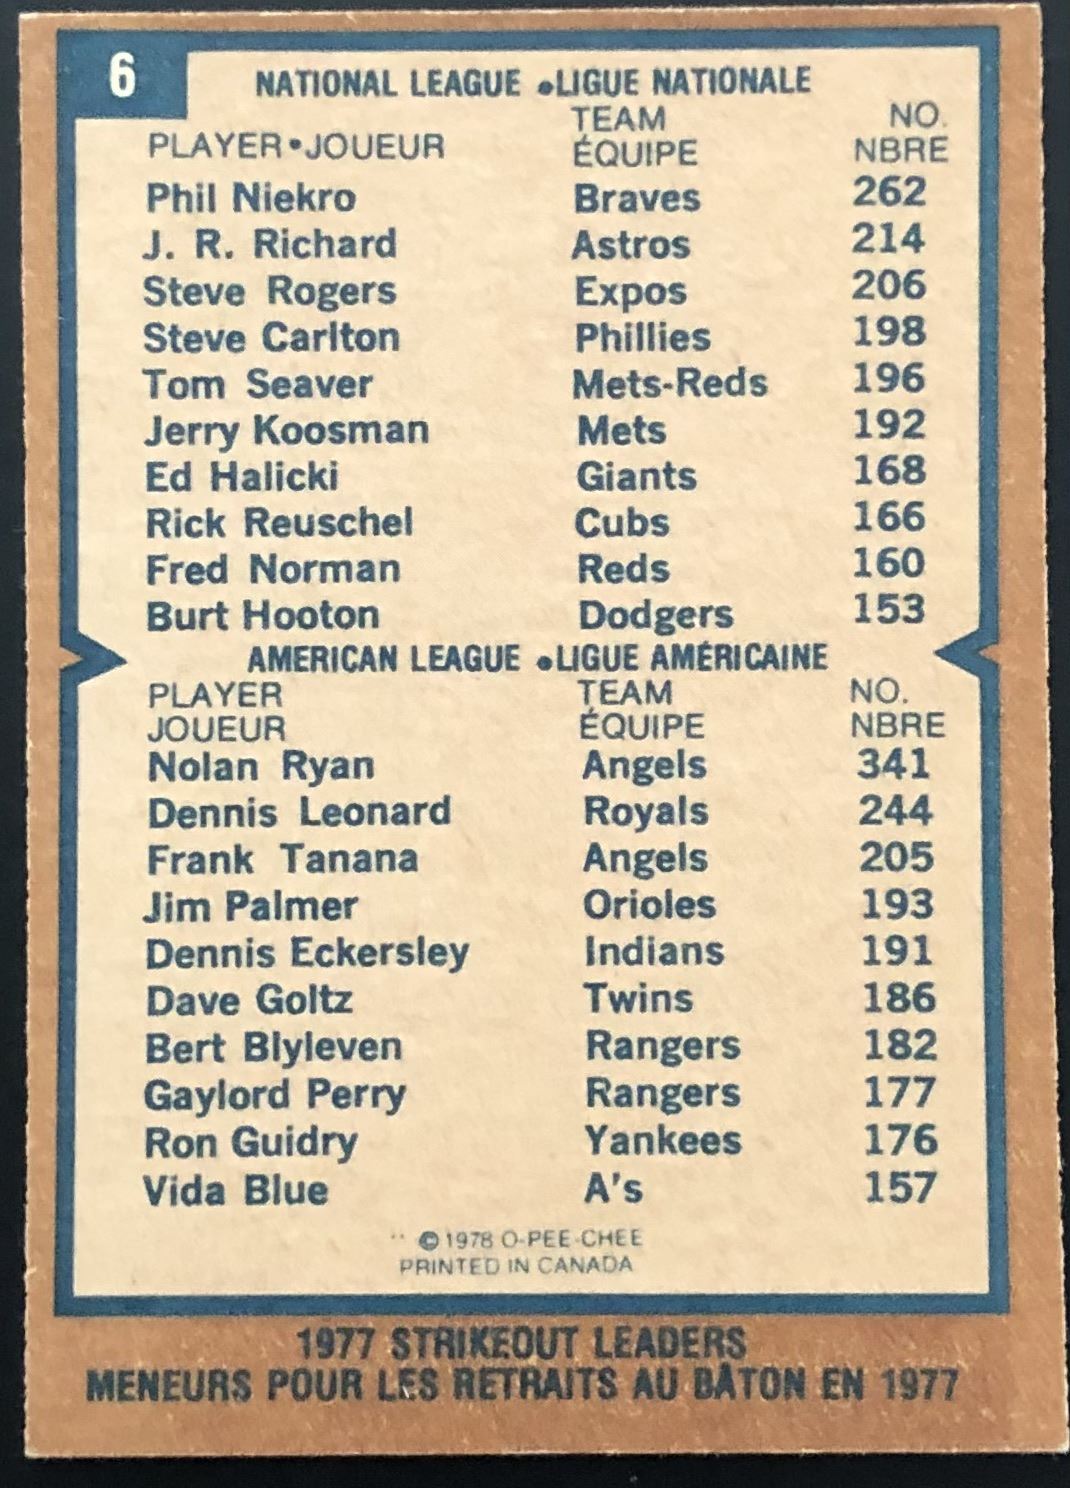 6
NATIONAL LEAGUE •LIGUE NATIONALE
PLAYER•JOUEUR TEAM ÉQUIPE NO. NBRE
Phil Niekro Braves 262
J. R. Richard Astros 214
Steve Rogers Expos 206
Steve Carlton Phillies 198
Tom Seaver Mets-Reds 196
Jerry Koosman Mets 192
Ed Halicki Giants 168
Rick Reuschel Cubs 166
Fred Norman Reds 160
Burt Hooton Dodgers 153
AMERICAN LEAGUE •LIGUE AMÉRICAINE
PLAYER TEAM NO.
JOUEUR ÉQUIPE NBRE
Nolan Ryan Angels 341
Dennis Leonard Royals 244
Frank Tanana Angels 205
Jim Palmer Orioles 193
Dennis Eckersley Indians 191
Dave Goltz Twins 186
Bert Blyleven Rangers 182
Gaylord Perry Rangers 177
Ron Guidry Yankees 176
Vida Blue A's 157
© 1978 O-PEE-CHEE
PRINTED IN CANADA
1977 STRIKEOUT LEADERS
MENEURS POUR LES RETRAITS AU BÂTON EN 1977